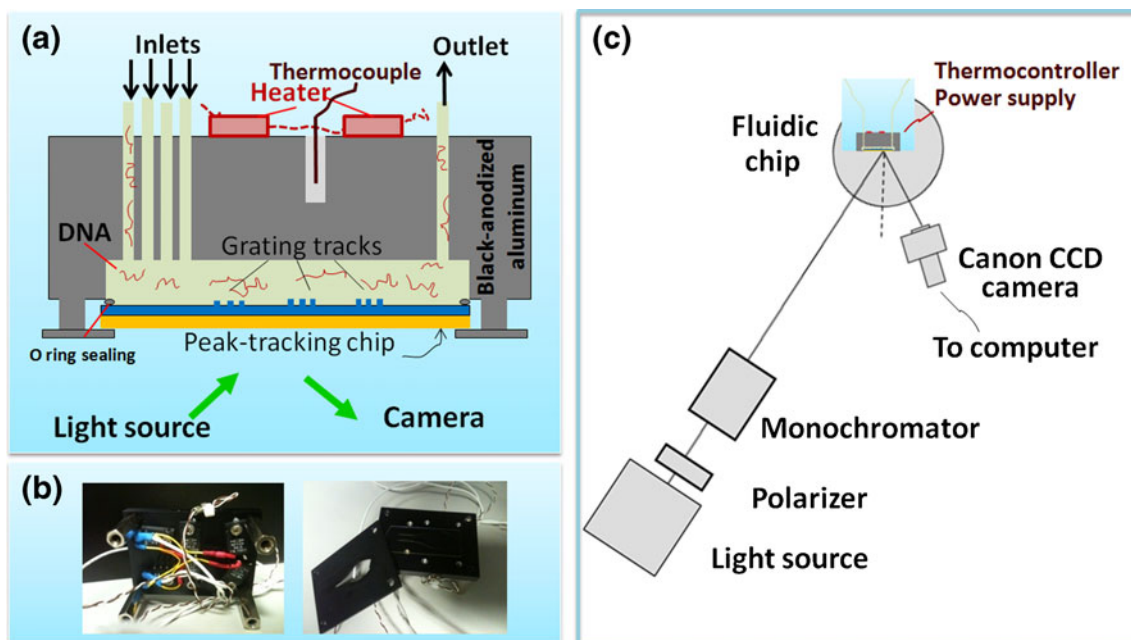 (a)
Inlets
Outlet
Thermocouple
Heater
DNA
Grating tracks
Black-anodized
aluminum
O ring sealing
Peak-tracking chip
Light source
Camera
(b)
(c)
Thermocontroller
Power supply
Fluidic
chip
Canon CCD
camera
To computer
Monochromator
Polarizer
Light source